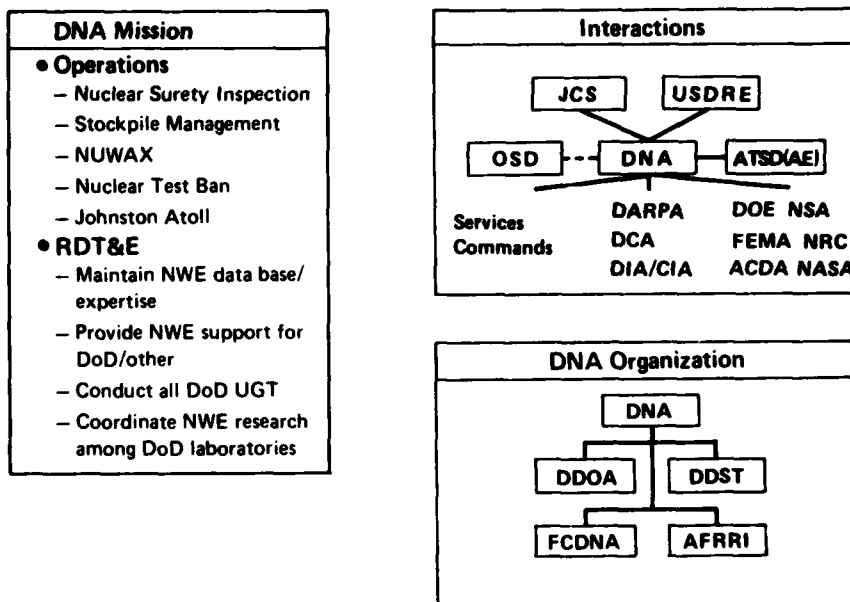 DNA Mission
• Operations
– Nuclear Surety Inspection
– Stockpile Management
– NUWAX
– Nuclear Test Ban
– Johnston Atoll
• RDT&E
– Maintain NWE data base/
expertise
– Provide NWE support for
DoD/other
– Conduct all DoD UGT
– Coordinate NWE research
among DoD laboratories
Interactions
JCS USDRE
OSD DNA ATSD(AE)
Services
Commands
DARPA
DCA
DIA/CIA
DOE NSA
FEMA NRC
ACDA NASA
DNA Organization
DNA
DDOA DDST
FCDNA AFRRI